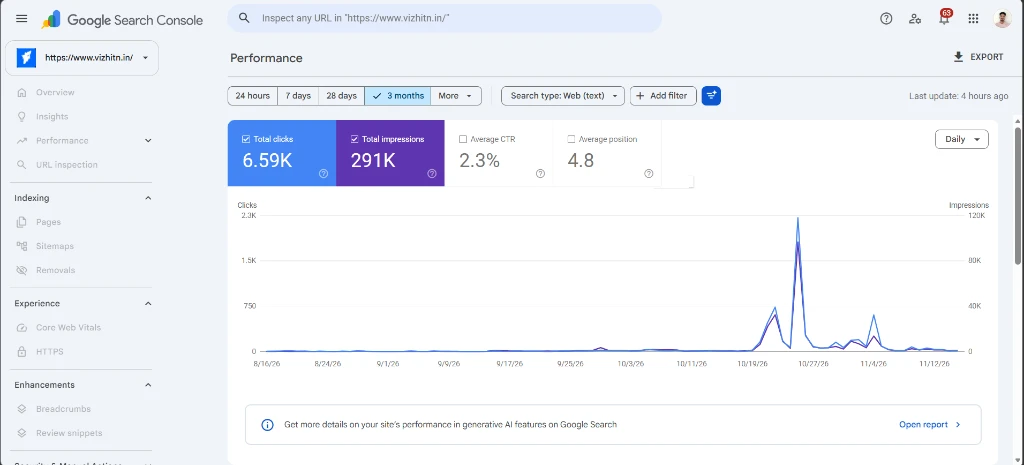 Google Search Console
Inspect any URL in "https://www.vizhitn.in/"
63
https://www.vizhitn.in/
Overview
Insights
Performance
URL inspection
Indexing
Pages
Sitemaps
Removals
Experience
Core Web Vitals
HTTPS
Enhancements
Breadcrumbs
Review snippets
Performance
EXPORT
24 hours
7 days
28 days
3 months
More
Search type: Web (text)
Add filter
Last update: 4 hours ago
Total clicks
6.59K
Total impressions
291K
Average CTR
2.3%
Average position
4.8
Daily
Clicks
Impressions
2.3K
120K
1.5K
80K
750
40K
0
0
8/16/26
8/24/26
9/1/26
9/9/26
9/17/26
9/25/26
10/3/26
10/11/26
10/19/26
10/27/26
11/4/26
11/12/26
Get more details on your site's performance in generative AI features on Google Search
Open report